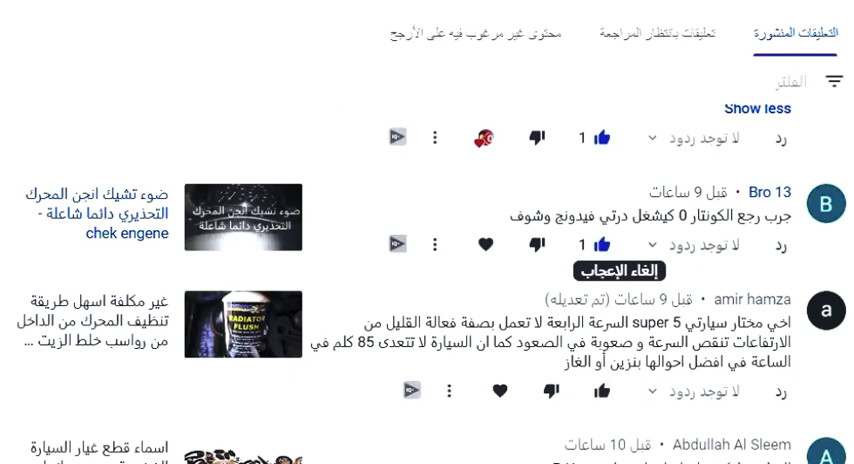 التعليقات المنشورة
تعليقات بانتظار المراجعة
محتوى غير مرغوب فيه على الأرجح
الفلتر
Show less
رد
لا توجد ردود
1
Bro 13 • قبل 9 ساعات
جرب رجع الكونتار 0 كيشغل درتي فيدونج وشوف
رد
لا توجد ردود
1
إلغاء الإعجاب
ضوء تشيك انجن المحرك
التحذيري دائما شاعلة
ضوء تشيك انجن المحرك
التحذيري دائما شاعلة -
chek engene
amir hamza • قبل 9 ساعات (تم تعديله)
اخي مختار سيارتي super 5 السرعة الرابعة لا تعمل بصفة فعالة القليل من
الارتفاعات تنقص السرعة و صعوبة في الصعود كما ان السيارة لا تتعدى 85 كلم في
الساعة في افضل احوالها بنزين أو الغاز
رد
لا توجد ردود
RADIATOR
FLUSH
غير مكلفة اسهل طريقة
تنظيف المحرك من الداخل
من رواسب خلط الزيت ...
Abdullah Al Sleem • قبل 10 ساعات
اسماء قطع غيار السيارة